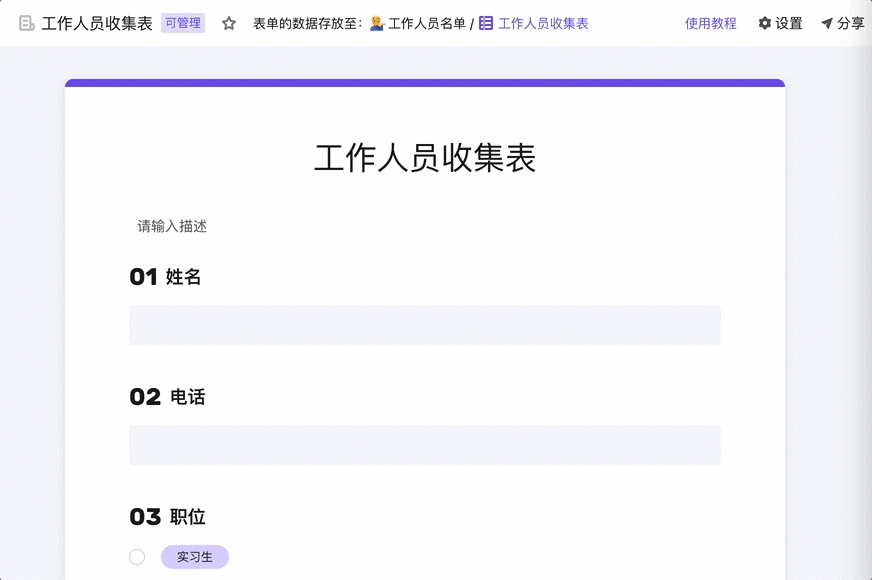 工作人员收集表 可管理 表单的数据存放至: 工作人员名单 / 工作人员收集表 使用教程 设置 分享
工作人员收集表
请输入描述
01 姓名
02 电话
03 职位
实习生